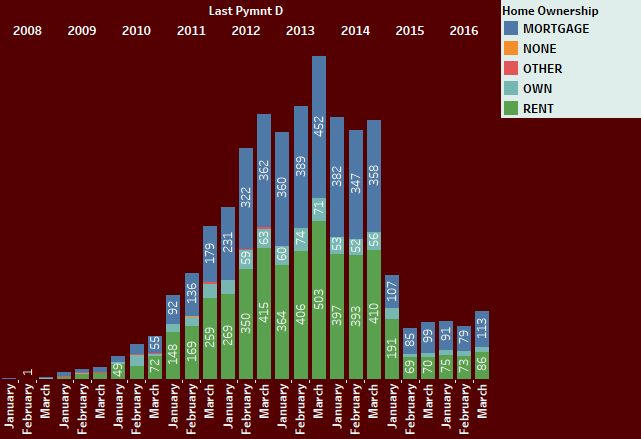 Last Pymnt D
2008 2009 2010 2011 2012 2013 2014 2015 2016
Home Ownership
MORTGAGE
NONE
OTHER
OWN
RENT
1
49
72 55
148 92
169 136
259 179
269 231
350 59 322
415 63 362
364 60 360
406 74 389
503 71 452
397 53 382
393 52 347
410 56 358
191 107
69 85
70 99
75 91
73 79
86 113
January February March January February March January February March January February March January February March January February March January February March January February March January February March